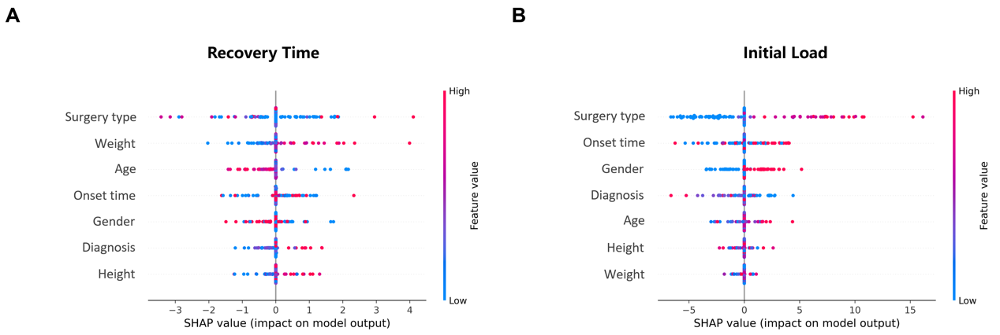 A
Recovery Time
High
Surgery type
Weight
Age
Onset time
Gender
Diagnosis
Height
Feature value
Low
−3 −2 −1 0 1 2 3 4
SHAP value (impact on model output)
B
Initial Load
High
Surgery type
Onset time
Gender
Diagnosis
Age
Height
Weight
Feature value
Low
−5 0 5 10 15
SHAP value (impact on model output)